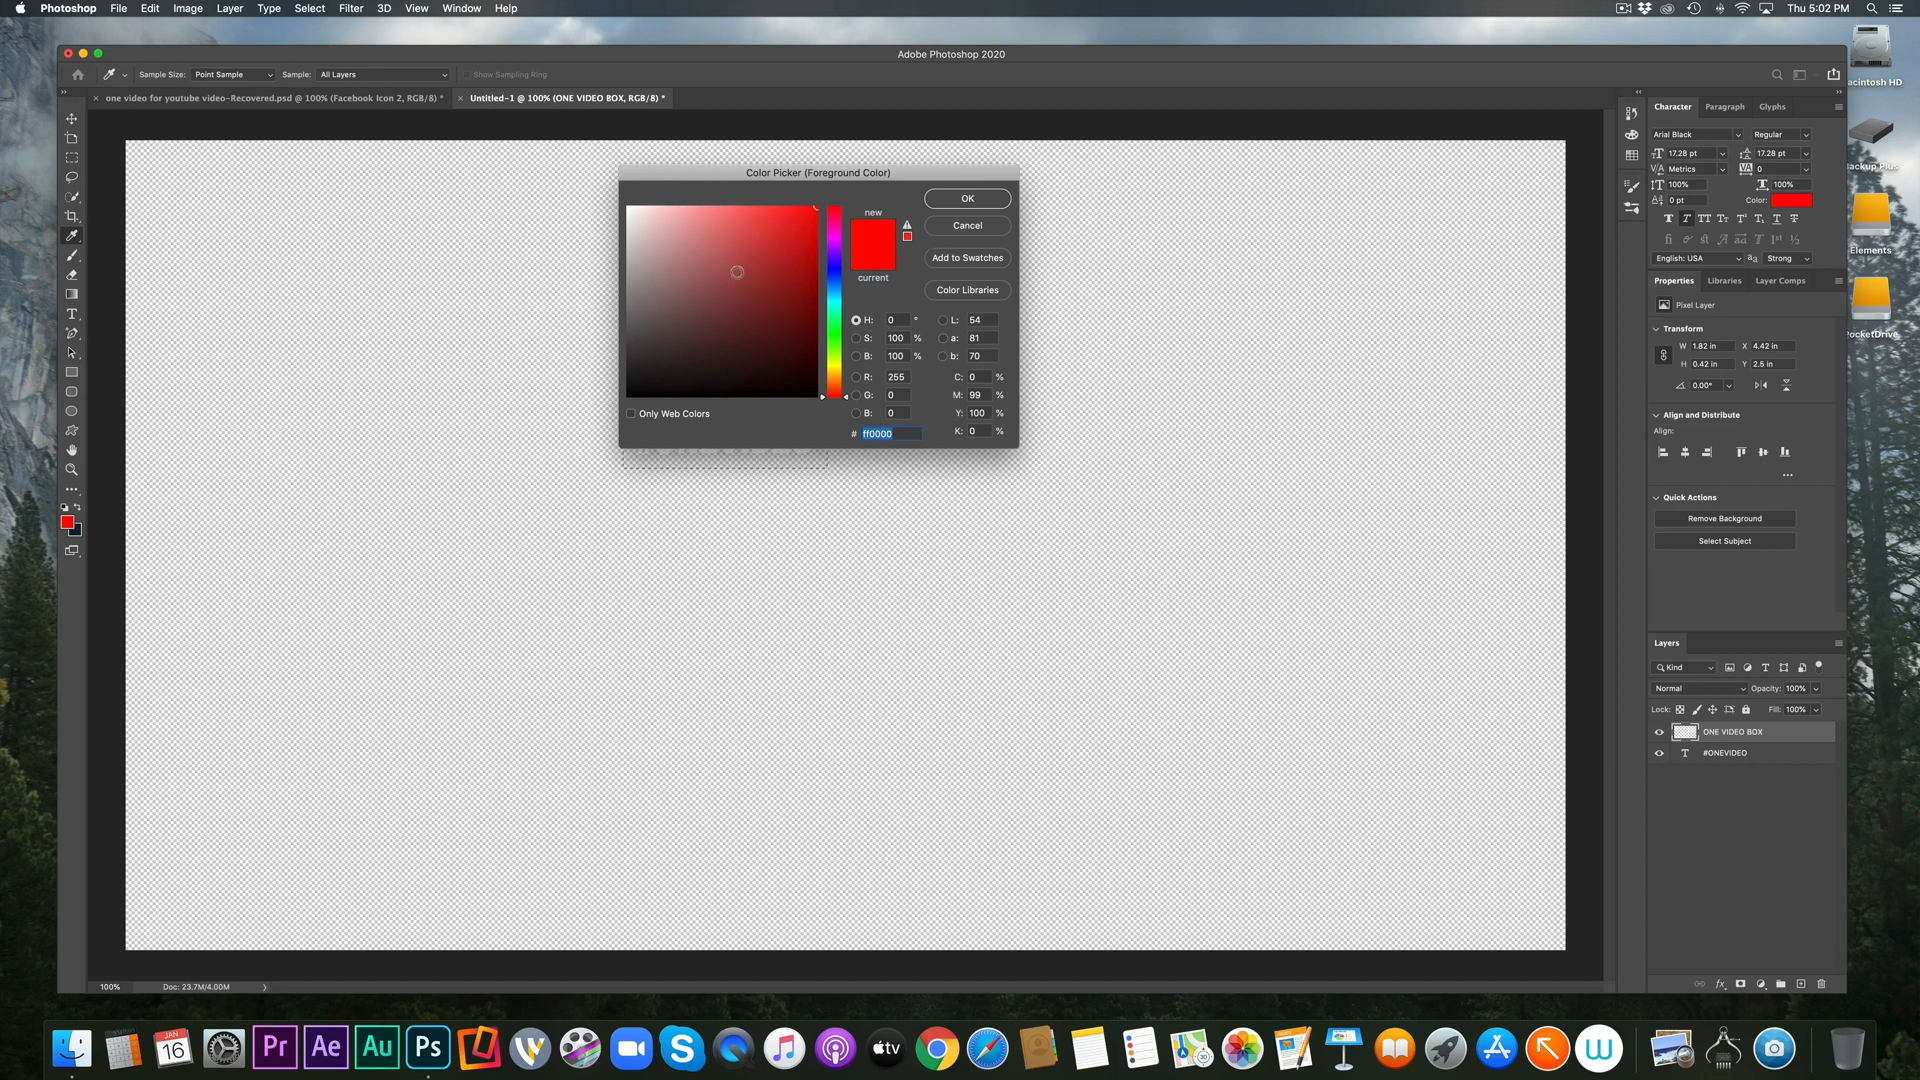 Photoshop File Edit Image Layer Type Select Filter 3D View Window Help Thu 5:02 PM
Adobe Photoshop 2020
Sample Size: Point Sample Sample: All Layers Show Sampling Ring
one video for youtube video-Recovered.psd @ 100% (Facebook Icon 2, RGB/8) *
Untitled-1 @ 100% (ONE VIDEO BOX, RGB/8) *
Color Picker (Foreground Color)
new
current
OK
Cancel
Add to Swatches
Color Libraries
H: 0 °
S: 100 %
B: 100 %
R: 255
G: 0
B: 0
# ff0000
L: 54
a: 81
b: 70
C: 0 %
M: 99 %
Y: 100 %
K: 0 %
Only Web Colors
Character Paragraph Glyphs
Arial Black Regular
17.28 pt 17.28 pt
Metrics 0
100% 100%
0 pt Color:
English: USA Strong
Properties Libraries Layer Comps
Pixel Layer
Transform
W 1.82 in X 4.42 in
H 0.42 in Y 2.5 in
0.00°
Align and Distribute
Align:
Quick Actions
Remove Background
Select Subject
Layers
Kind
Normal Opacity: 100%
Lock: Fill: 100%
ONE VIDEO BOX
#ONEVIDEO
100% Doc: 23.7M/4.00M
acintosh HD
Backup Plus
Elements
PocketDrive
JAN
16
Pr Ae Au Ps
tv